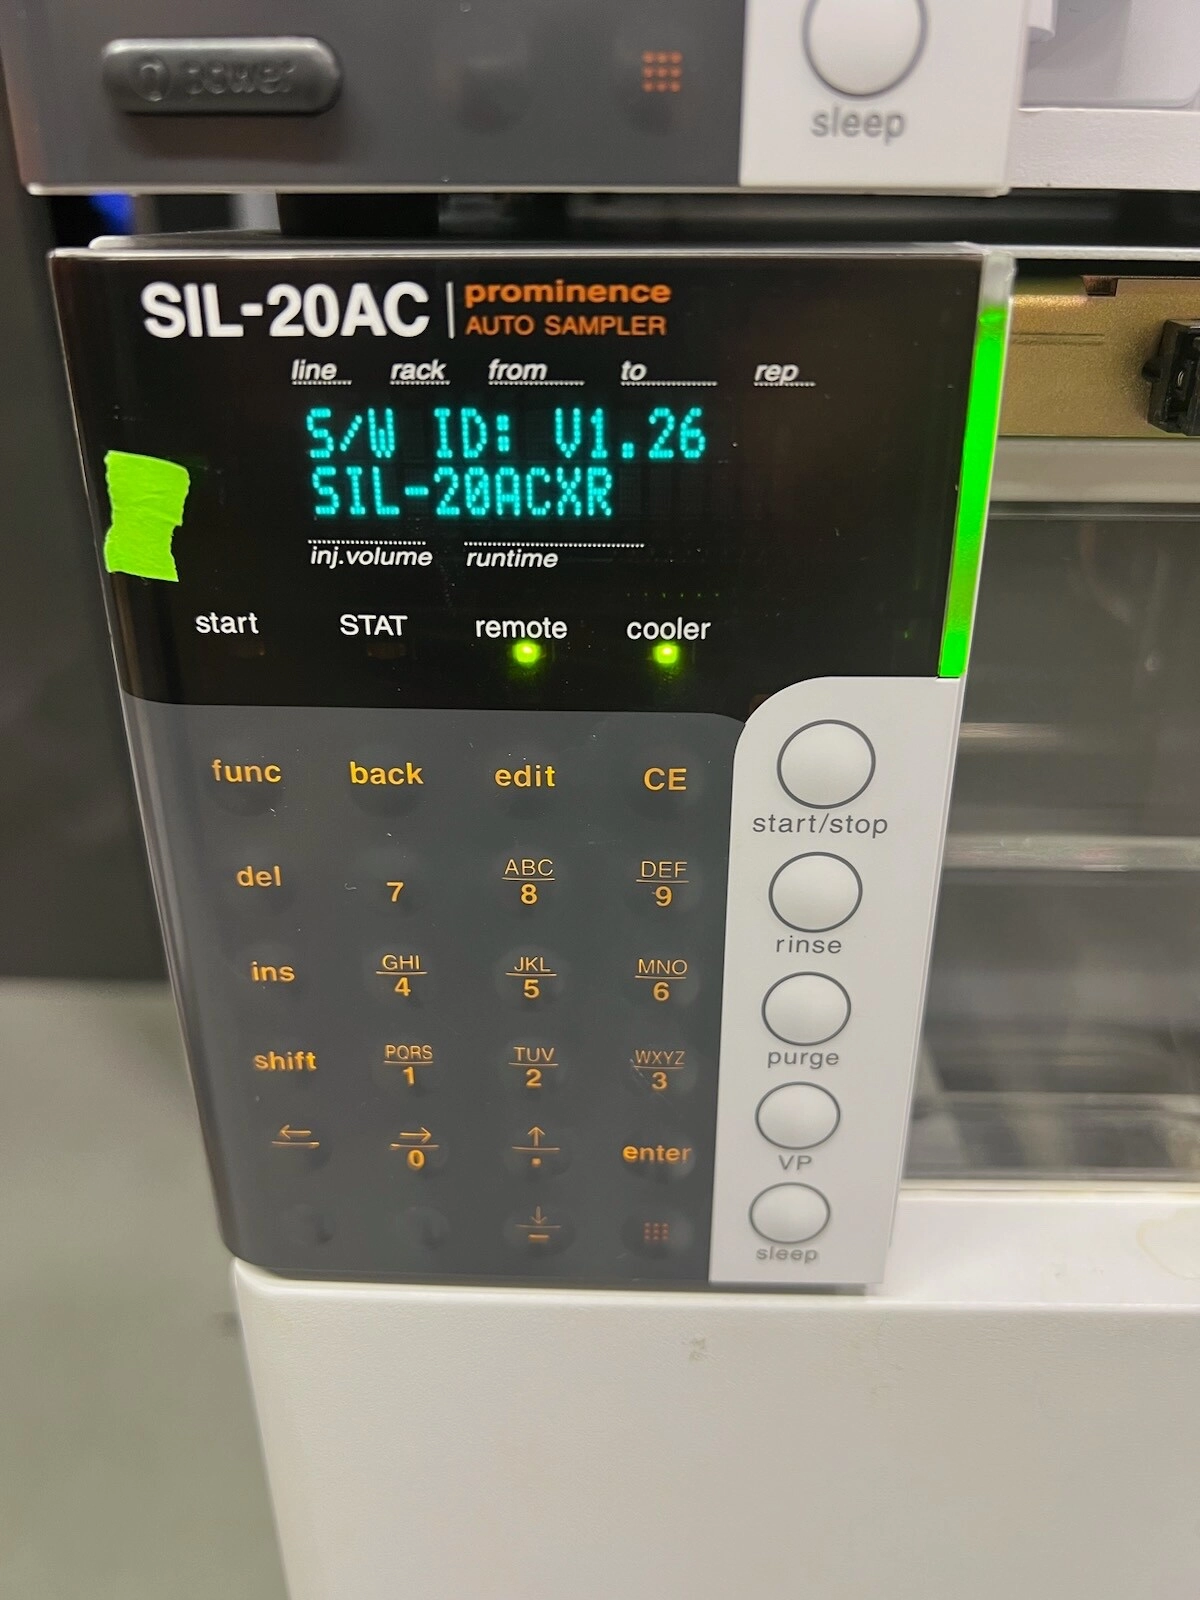 power
sleep
SIL-20AC | prominence
AUTO SAMPLER
line rack from to rep
S/W ID: V1.26
SIL-20ACXR
inj.volume runtime
start STAT remote cooler
func back edit CE
start/stop
del 7 ABC 8 DEF 9
rinse
ins GHI 4 JKL 5 MNO 6
purge
shift PQRS 1 TUV 2 WXYZ 3
← → 0 ↑ . enter
VP
↓ -
sleep